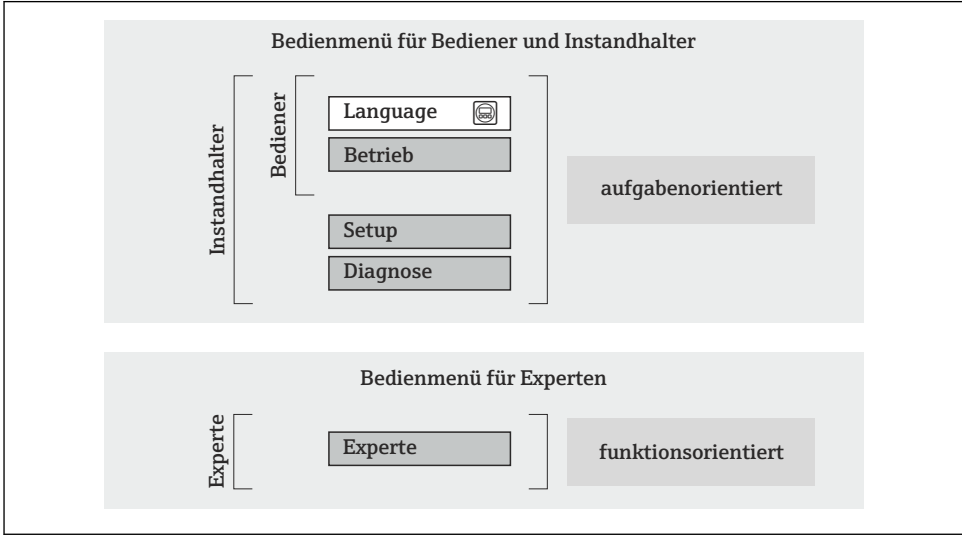 Bedienmenü für Bediener und Instandhalter
Instandhalter
Bediener
Language
Betrieb
Setup
Diagnose
aufgabenorientiert
Bedienmenü für Experten
Experte
Experte
funktionsorientiert